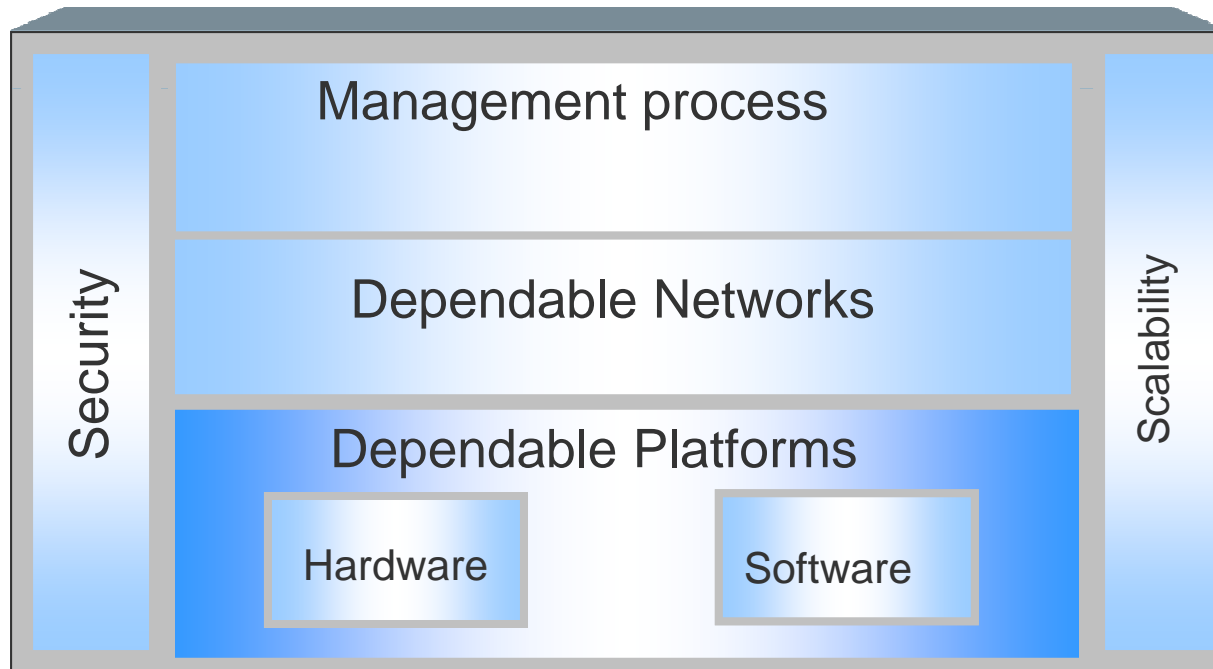 Management process
Security
Dependable Networks
Scalability
Dependable Platforms
Hardware
Software